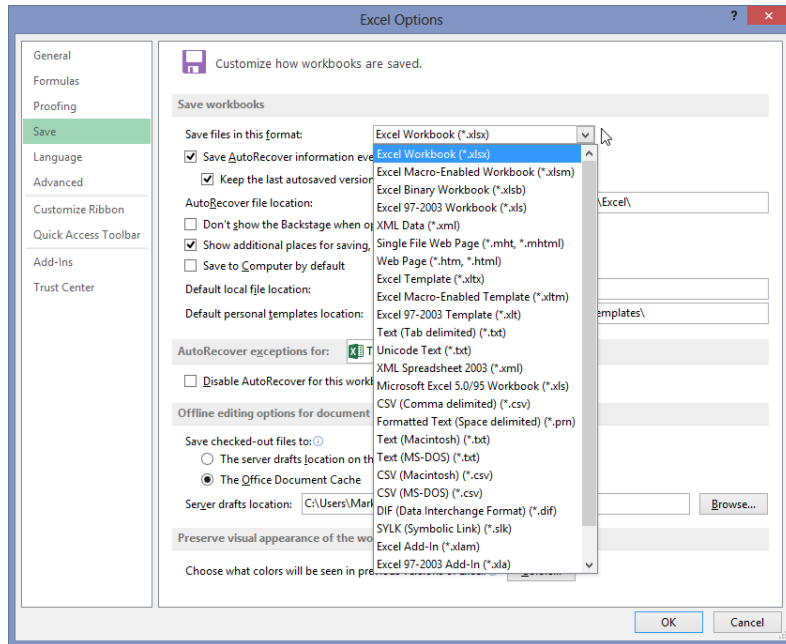 Excel Options
?
General
Formulas
Proofing
Save
Language
Advanced
Customize Ribbon
Quick Access Toolbar
Add-Ins
Trust Center
Customize how workbooks are saved.
Save workbooks
Save files in this format: Excel Workbook (*.xlsx)
Save AutoRecover information
Keep the last autosaved version
AutoRecover file location: \Excel\
Don't show the Backstage when
Show additional places for saving,
Save to Computer by default
Default local file location:
Default personal templates location: emplates\
AutoRecover exceptions for:
Disable AutoRecover for this
Offline editing options for document
Save checked-out files to:
The server drafts location on
The Office Document Cache
Server drafts location: C:\Users\Mark
Browse...
Preserve visual appearance of the
Choose what colors will be seen in
Excel Workbook (*.xlsx)
Excel Macro-Enabled Workbook (*.xlsm)
Excel Binary Workbook (*.xlsb)
Excel 97-2003 Workbook (*.xls)
XML Data (*.xml)
Single File Web Page (*.mht, *.mhtml)
Web Page (*.htm, *.html)
Excel Template (*.xltx)
Excel Macro-Enabled Template (*.xltm)
Excel 97-2003 Template (*.xlt)
Text (Tab delimited) (*.txt)
Unicode Text (*.txt)
XML Spreadsheet 2003 (*.xml)
Microsoft Excel 5.0/95 Workbook (*.xls)
CSV (Comma delimited) (*.csv)
Formatted Text (Space delimited) (*.prn)
Text (Macintosh) (*.txt)
Text (MS-DOS) (*.txt)
CSV (Macintosh) (*.csv)
CSV (MS-DOS) (*.csv)
DIF (Data Interchange Format) (*.dif)
SYLK (Symbolic Link) (*.slk)
Excel Add-In (*.xlam)
Excel 97-2003 Add-In (*.xla)
OK
Cancel